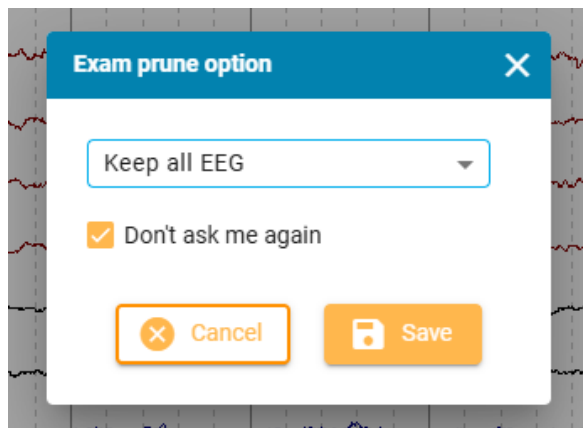 Exam prune option
Keep all EEG
Don't ask me again
Cancel
Save